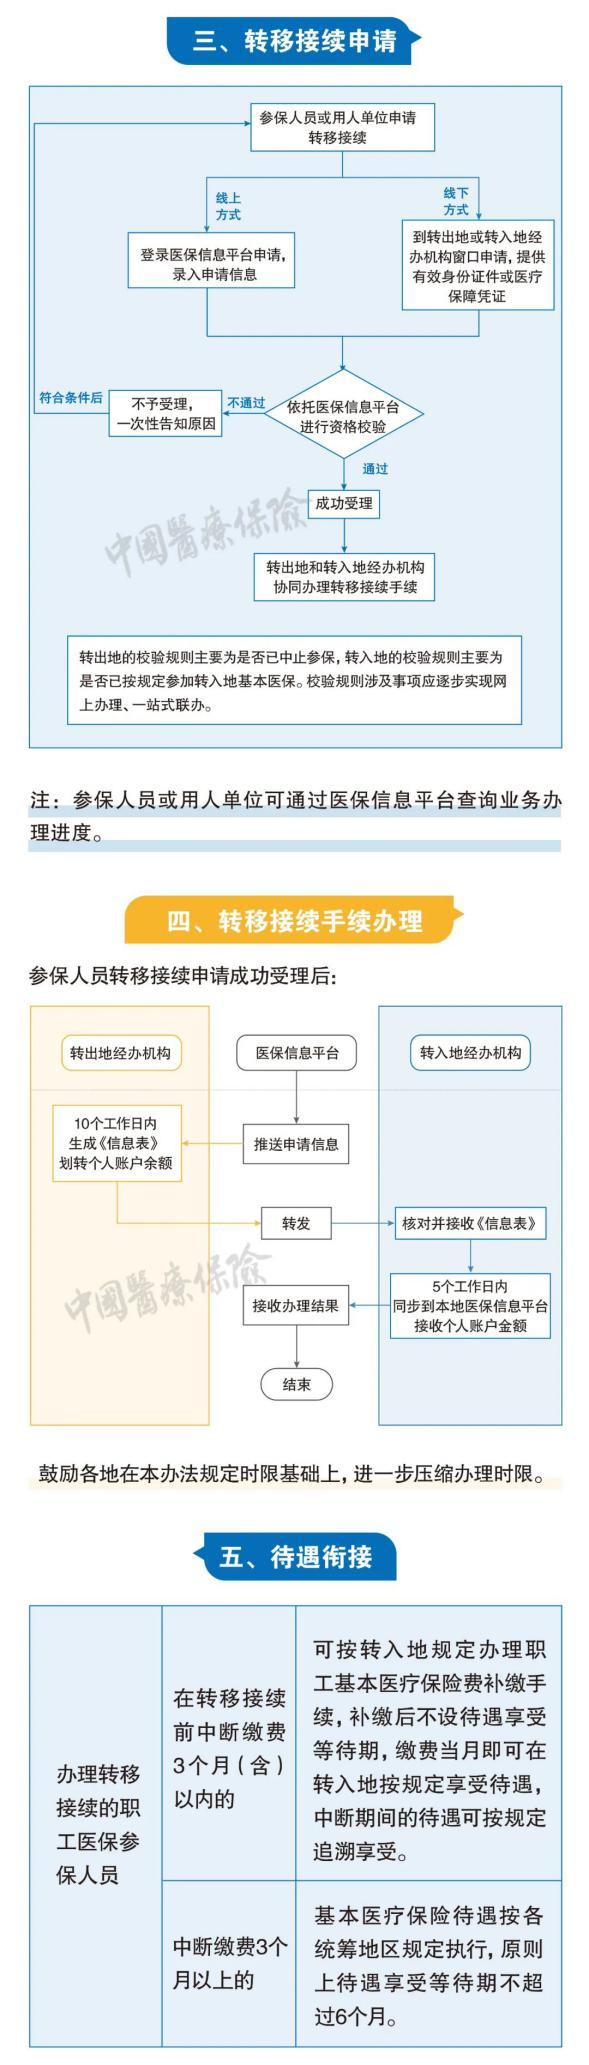 三、转移接续申请
参保人员或用人单位申请
转移接续
线上
方式
线下
方式
登录医保信息平台申请，
录入申请信息
到转出地或转入地经
办机构窗口申请，提供
有效身份证件或医疗
保障凭证
符合条件后
不予受理，
一次性告知原因
不通过
依托医保信息平台
进行资格校验
通过
成功受理
中國醫療保險
转出地和转入地经办机构
协同办理转移接续手续
转出地的校验规则主要为是否已中止参保，转入地的校验规则主要为
是否已按规定参加转入地基本医保。校验规则涉及事项应逐步实现网
上办理、一站式联办。
注：参保人员或用人单位可通过医保信息平台查询业务办
理进度。
四、转移接续手续办理
参保人员转移接续申请成功受理后：
转出地经办机构
医保信息平台
转入地经办机构
10个工作日内
生成《信息表》
划转个人账户余额
推送申请信息
转发
核对并接收《信息表》
中國醫療保險
接收办理结果
5个工作日内
同步到本地医保信息平台
接收个人账户金额
结束
鼓励各地在本办法规定时限基础上，进一步压缩办理时限。
五、待遇衔接
办理转移
接续的职
工医保参
保人员
在转移接续
前中断缴费
3个月（含）
以内的
可按转入地规定办理职
工基本医疗保险费补缴手
续，补缴后不设待遇享受
等待期，缴费当月即可在
转入地按规定享受待遇，
中断期间的待遇可按规定
追溯享受。
中断缴费3个
月以上的
基本医疗保险待遇按各
统筹地区规定执行，原则
上待遇享受等待期不超
过6个月。